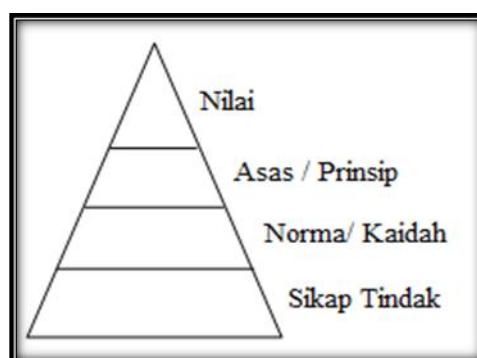 Nilai
Asas / Prinsip
Norma/ Kaidah
Sikap Tindak